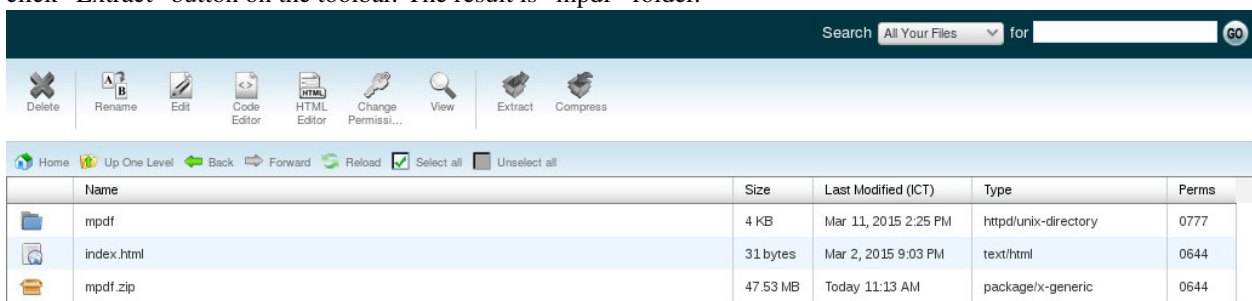 click "Extract" button on the toolbar. The result is "mpdf" folder.
Search All Your Files for GO
Delete Rename Edit Code Editor HTML Editor Change Permissi... View Extract Compress
Home Up One Level Back Forward Reload Select all Unselect all
Name Size Last Modified (ICT) Type Perms
mpdf 4 KB Mar 11, 2015 2:25 PM httpd/unix-directory 0777
index.html 31 bytes Mar 2, 2015 9:03 PM text/html 0644
mpdf.zip 47.53 MB Today 11:13 AM package/x-generic 0644